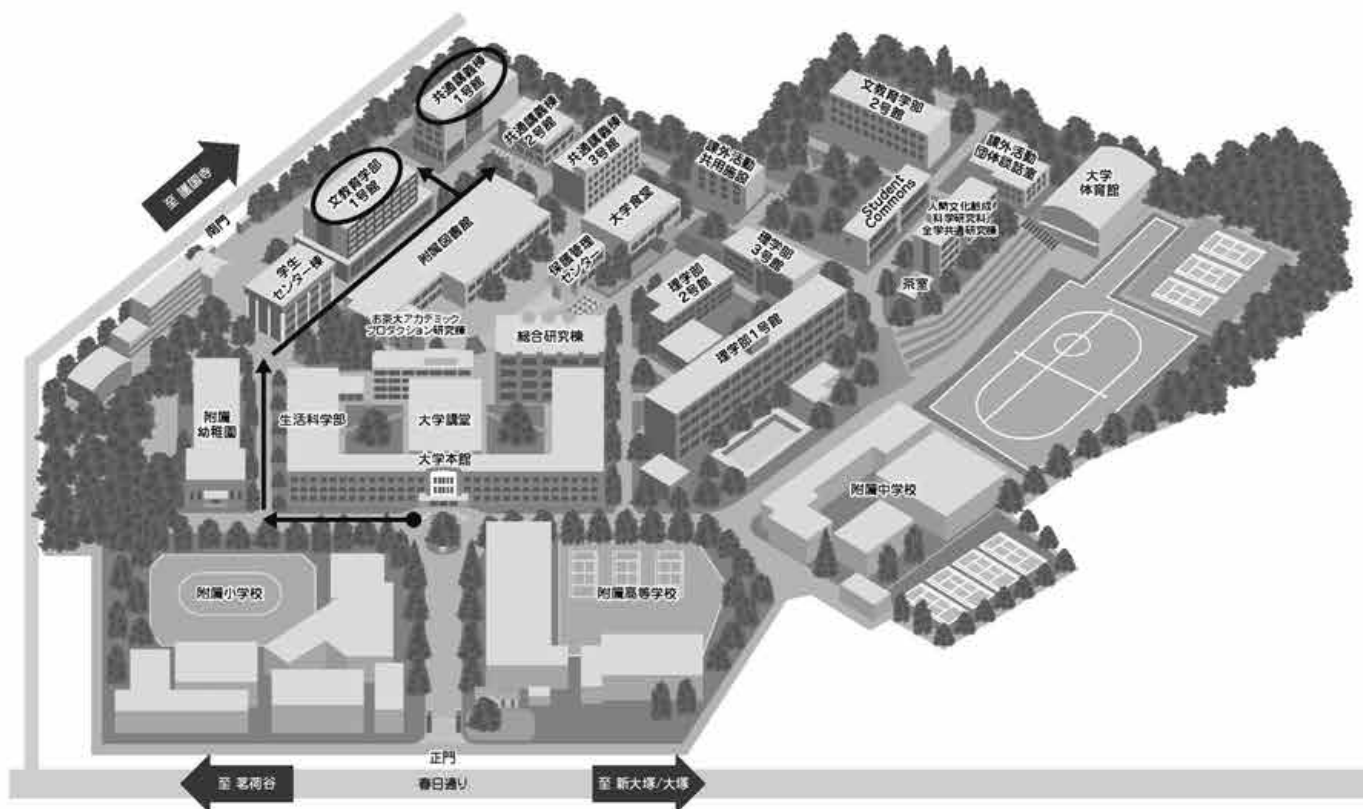 共通講義棟
1号館
共通講義棟
2号館
共通講義棟
3号館
文教育学部
2号館
課外活動
共用施設
課外活動
団体談話室
大学
体育館
至 護国寺
南門
文教育学部
1号館
学生
センター棟
附属図書館
大学食堂
保健管理
センター
Student
Commons
人間文化創成
科学研究科
全学共通研究棟
茶室
理学部
3号館
理学部
2号館
理学部1号館
お茶大アカデミック
プロダクション研究棟
総合研究棟
附属
幼稚園
生活科学部
大学講堂
大学本館
附属中学校
附属小学校
附属高等学校
正門
至 茗荷谷
春日通り
至 新大塚/大塚